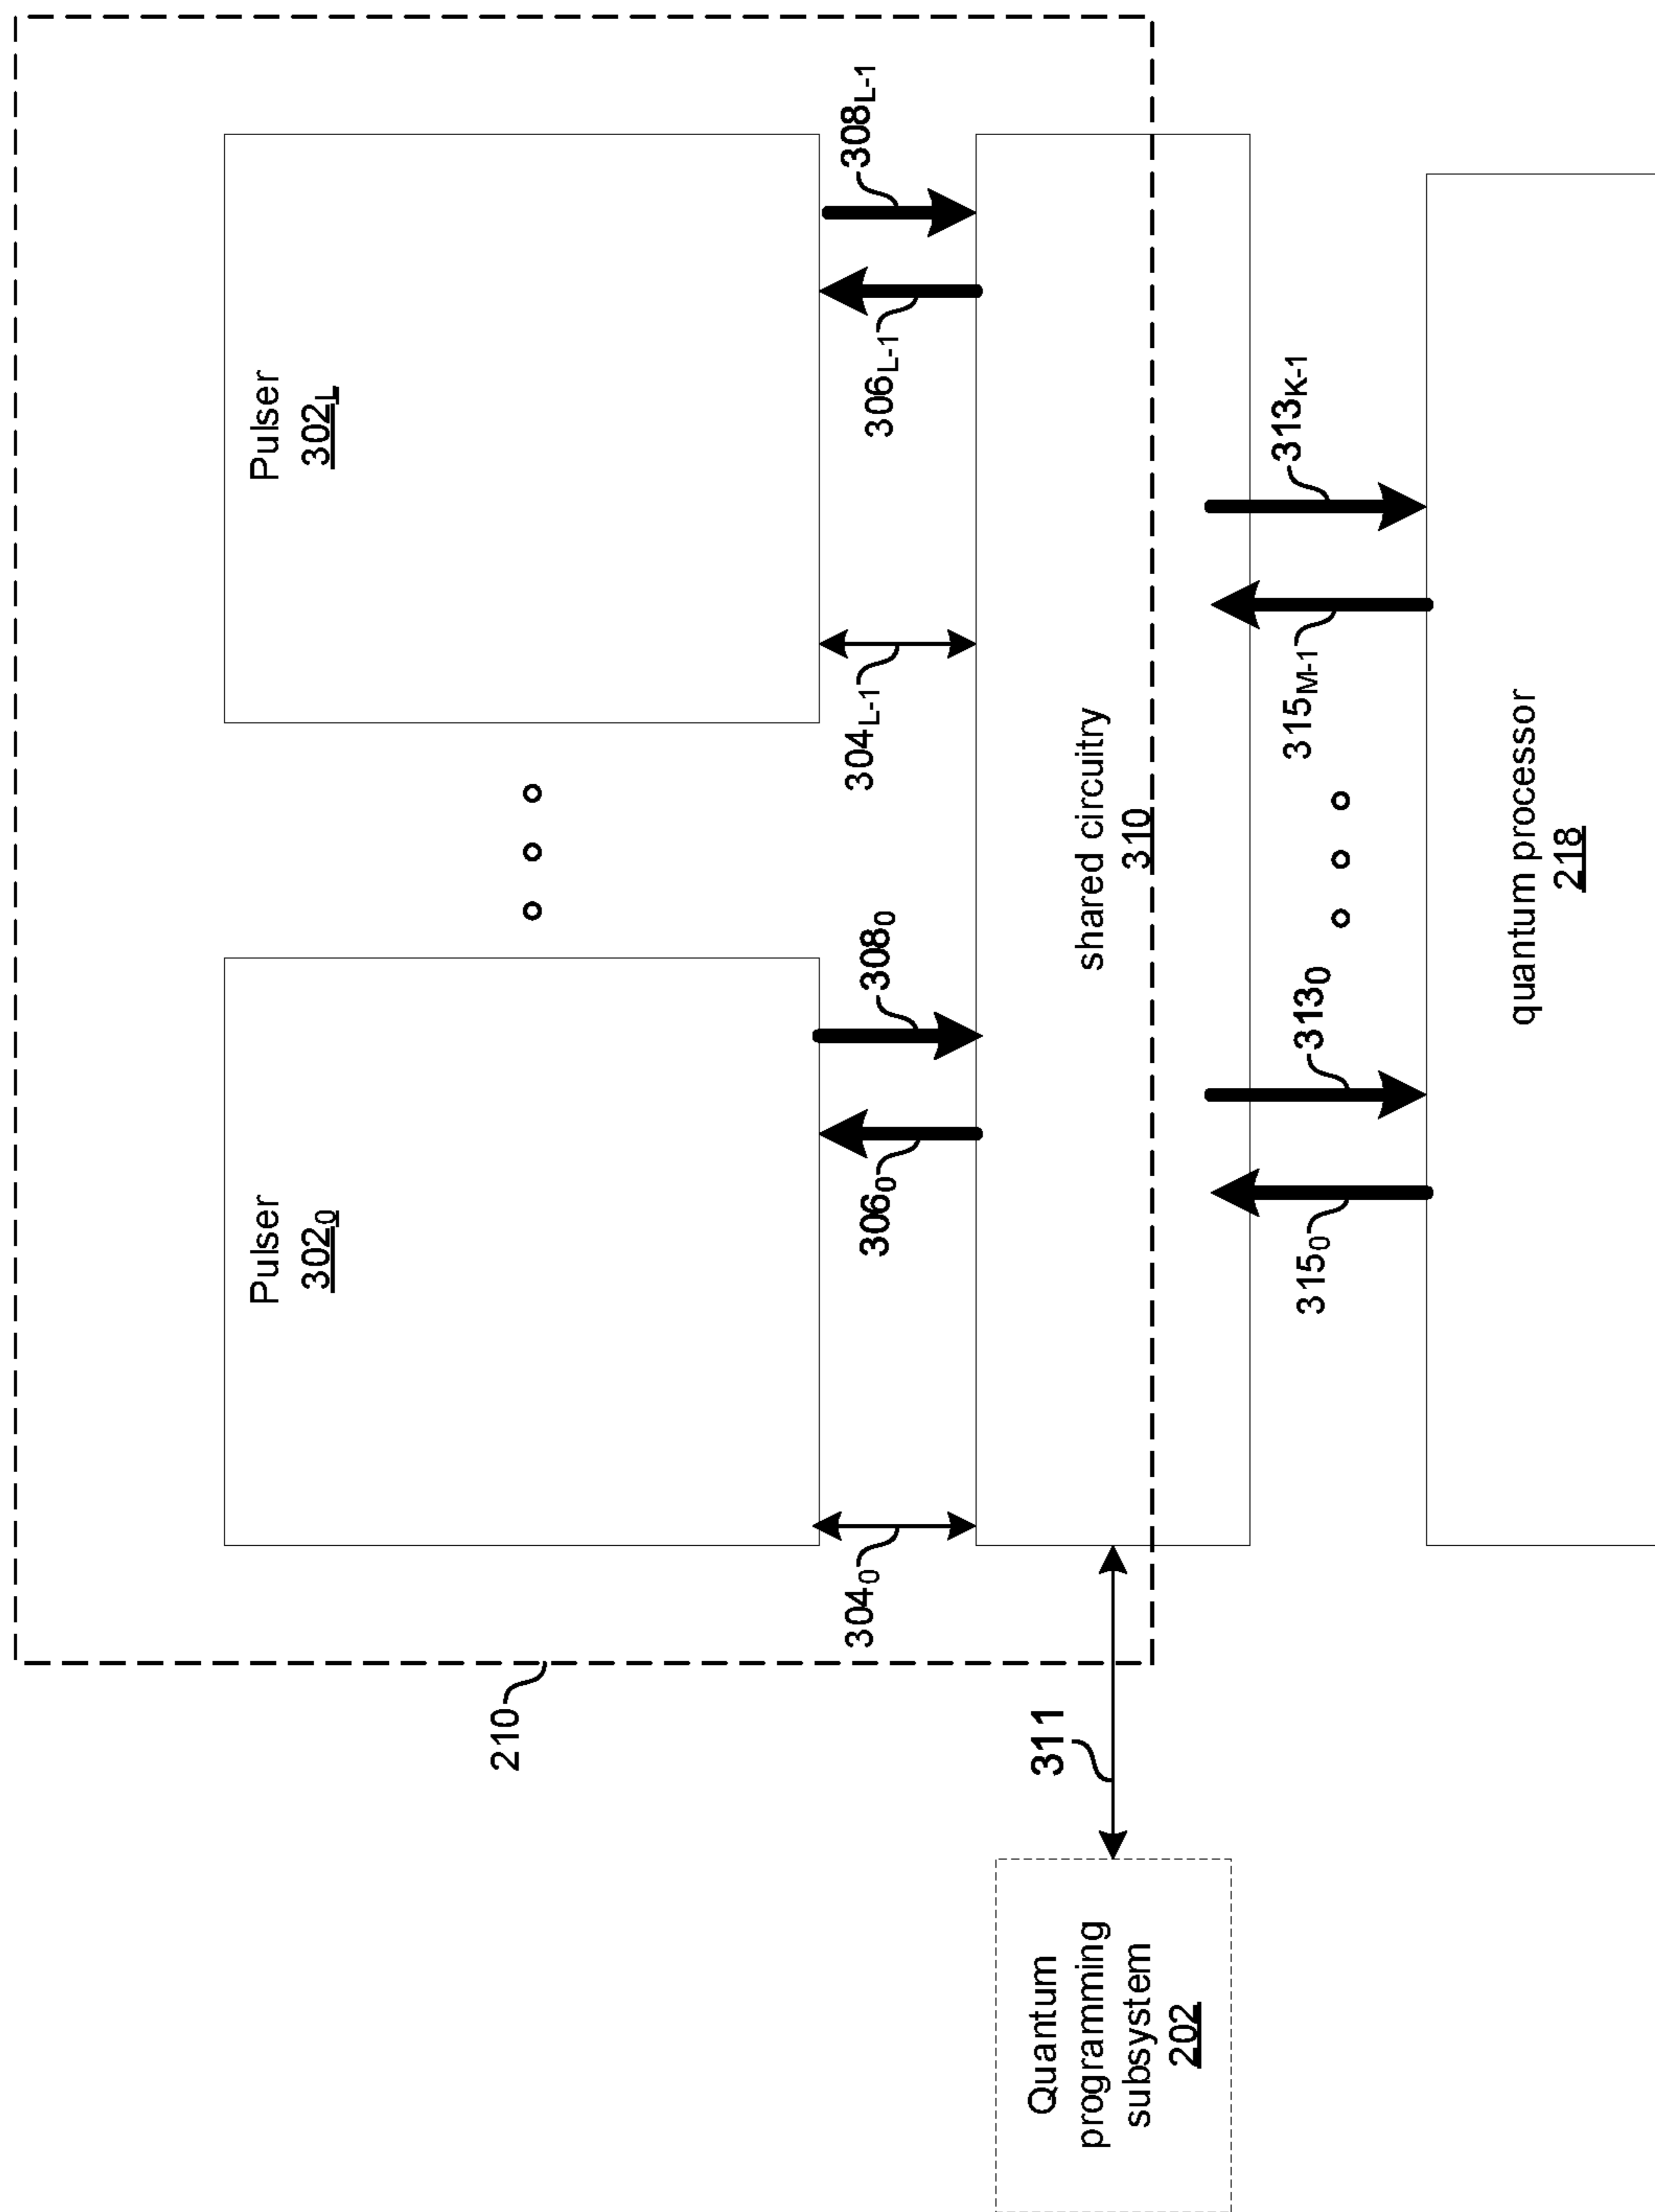 210
Pulser
302₀
Pulser
302L
304₀
306₀
308₀
304L-1
306L-1
308L-1
311
shared circuitry
310
Quantum
programming
subsystem
202
315₀
313₀
315M-1
313K-1
quantum processor
218